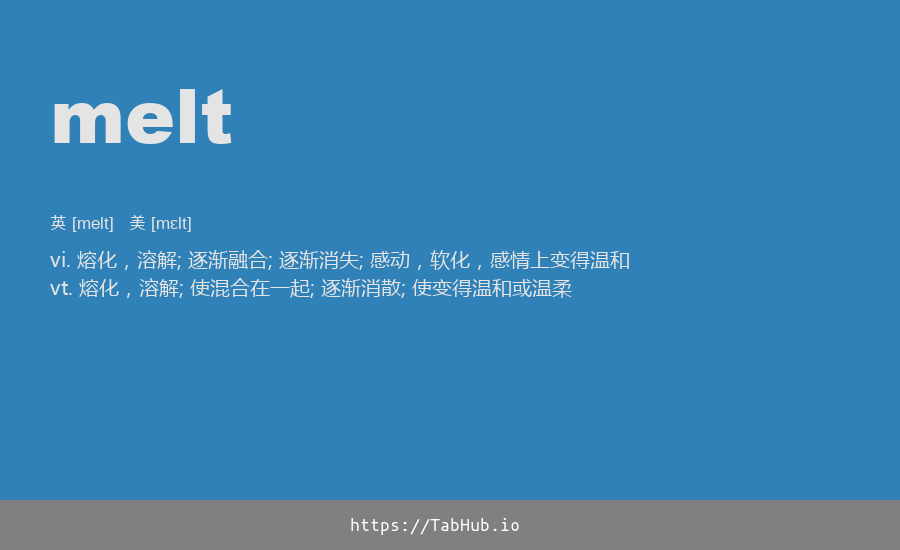 melt
英 [melt] 美 [mɛlt]
vi. 熔化，溶解; 逐渐融合; 逐渐消失; 感动，软化，感情上变得温和
vt. 熔化，溶解; 使混合在一起; 逐渐消散; 使变得温和或温柔
https://TabHub.io